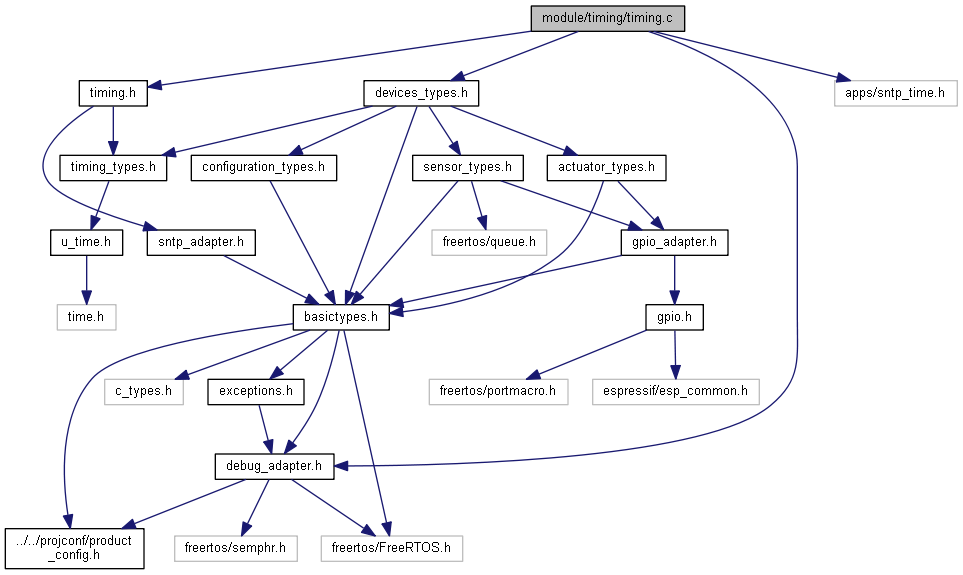 module/timing/timing.c
timing.h
devices_types.h
apps/sntp_time.h
timing_types.h
configuration_types.h
sensor_types.h
actuator_types.h
u_time.h
sntp_adapter.h
freertos/queue.h
gpio_adapter.h
time.h
basictypes.h
gpio.h
c_types.h
exceptions.h
freertos/portmacro.h
espressif/esp_common.h
debug_adapter.h
../../projconf/product
_config.h
freertos/semphr.h
freertos/FreeRTOS.h